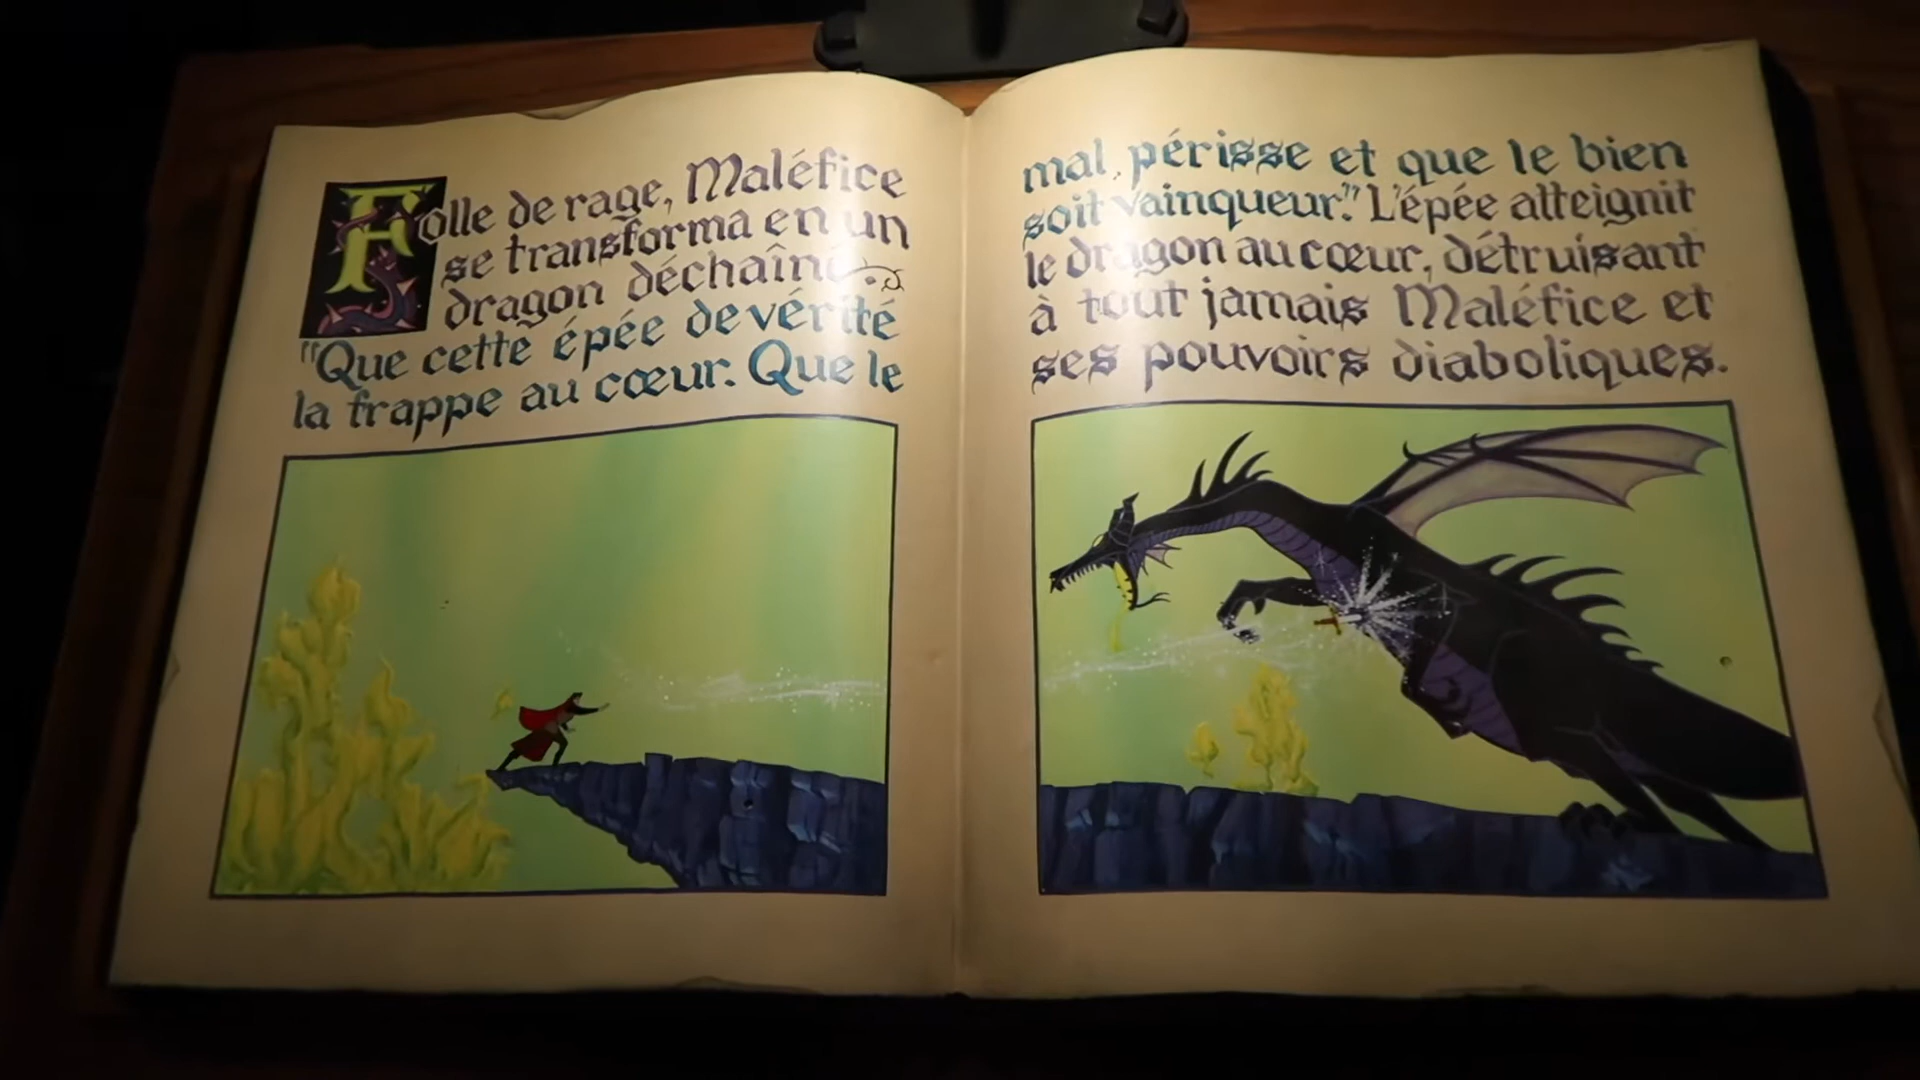 Folle de rage, Maléfice
se transforma en un
dragon déchaîné.
"Que cette épée de vérité
la frappe au cœur. Que le
mal périsse et que le bien
soit vainqueur." L'épée atteignit
le dragon au cœur, détruisant
à tout jamais Maléfice et
ses pouvoirs diaboliques.